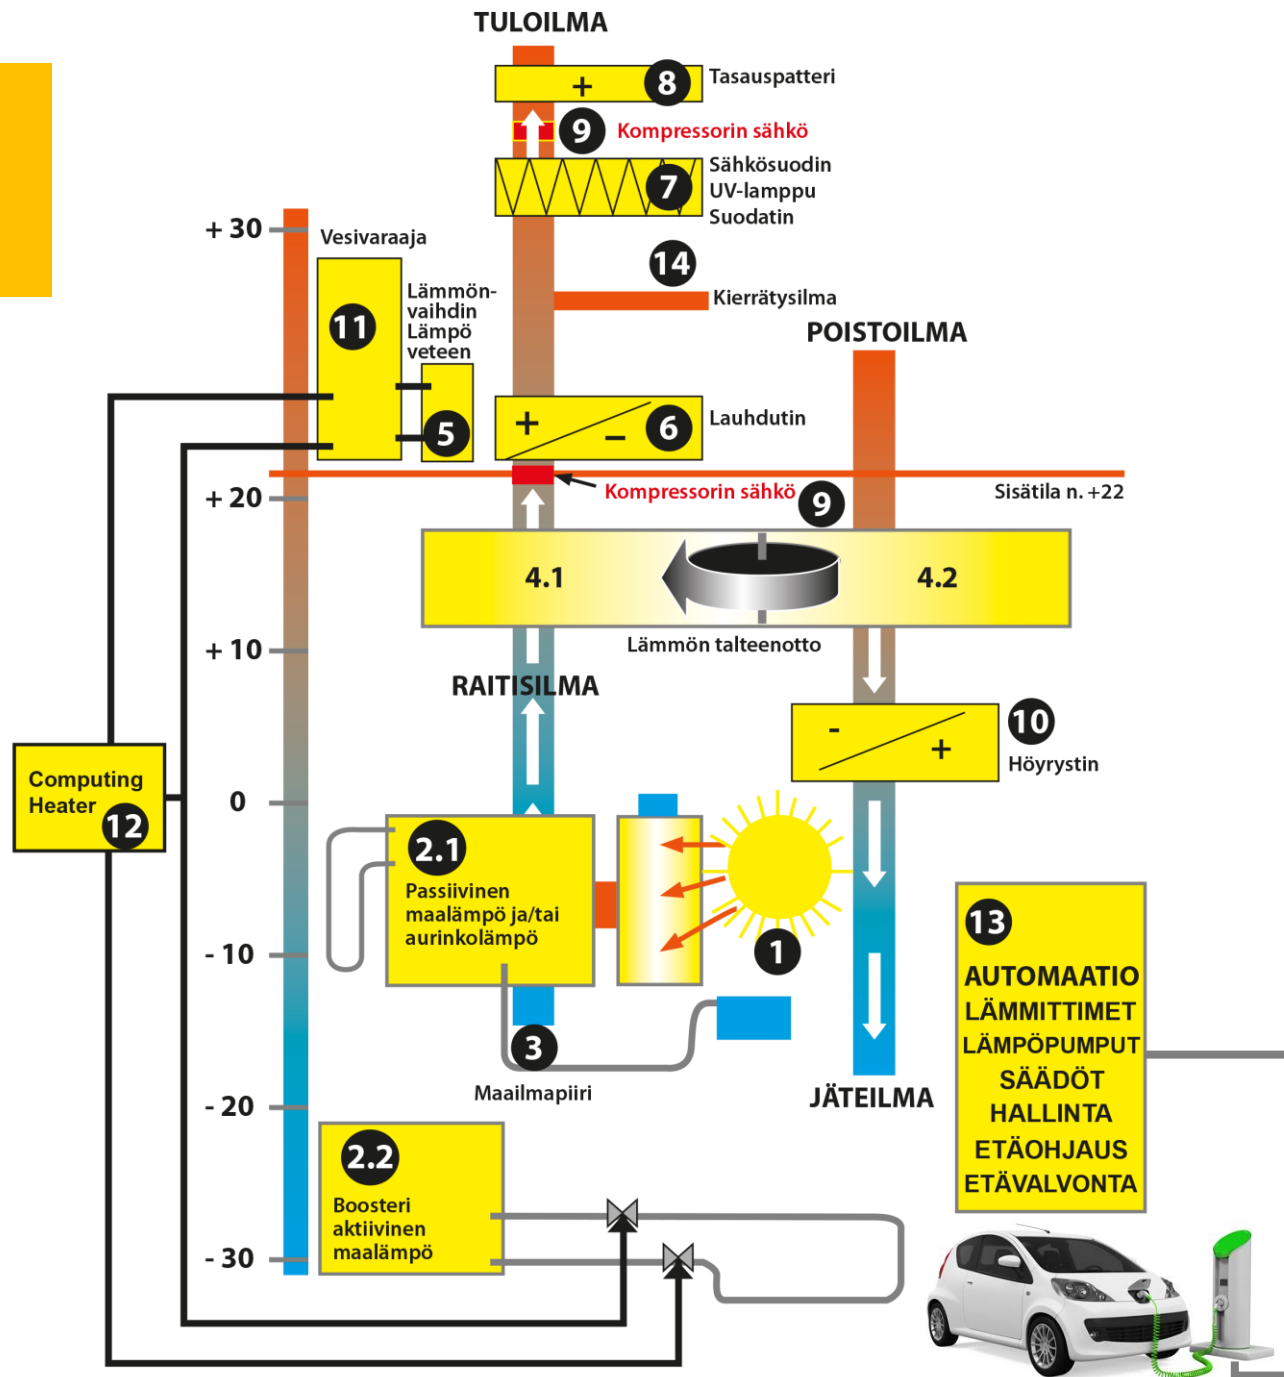 TULOILMA
+
8
Tasauspatteri
9
Kompressorin sähkö
7
Sähkösuodin
UV-lamppu
Suodatin
+ 30
Vesivaraaja
14
Kierrätysilma
11
Lämmön-
vaihdin
Lämpö
veteen
POISTOILMA
5
+
–
6
Lauhdutin
+ 20
Kompressorin sähkö
9
Sisätila n. +22
4.1
4.2
Lämmön talteenotto
+ 10
RAITISILMA
-
+
10
Höyrystin
Computing
Heater
12
0
2.1
Passiivinen
maalämpö ja/tai
aurinkolämpö
1
- 10
3
Maailmapiiri
JÄTEILMA
13
AUTOMAATIO
LÄMMITTIMET
LÄMPÖPUMPUT
SÄÄDÖT
HALLINTA
ETÄOHJAUS
ETÄVALVONTA
- 20
2.2
Boosteri
aktiivinen
maalämpö
- 30